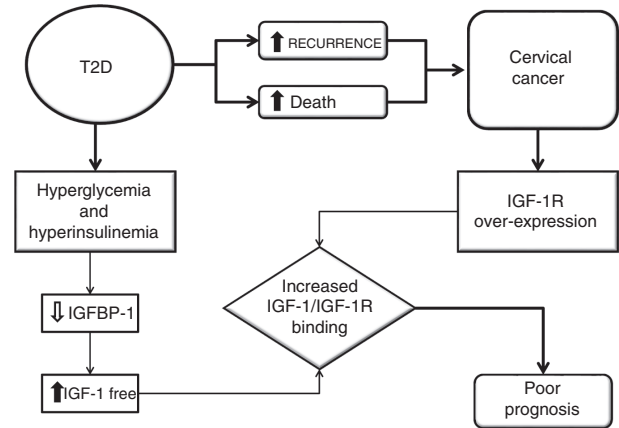 T2D
RECURRENCE
Death
Cervical
cancer
Hyperglycemia
and
hyperinsulinemia
IGF-1R
over-expression
IGFBP-1
Increased
IGF-1/IGF-1R
binding
IGF-1 free
Poor
prognosis